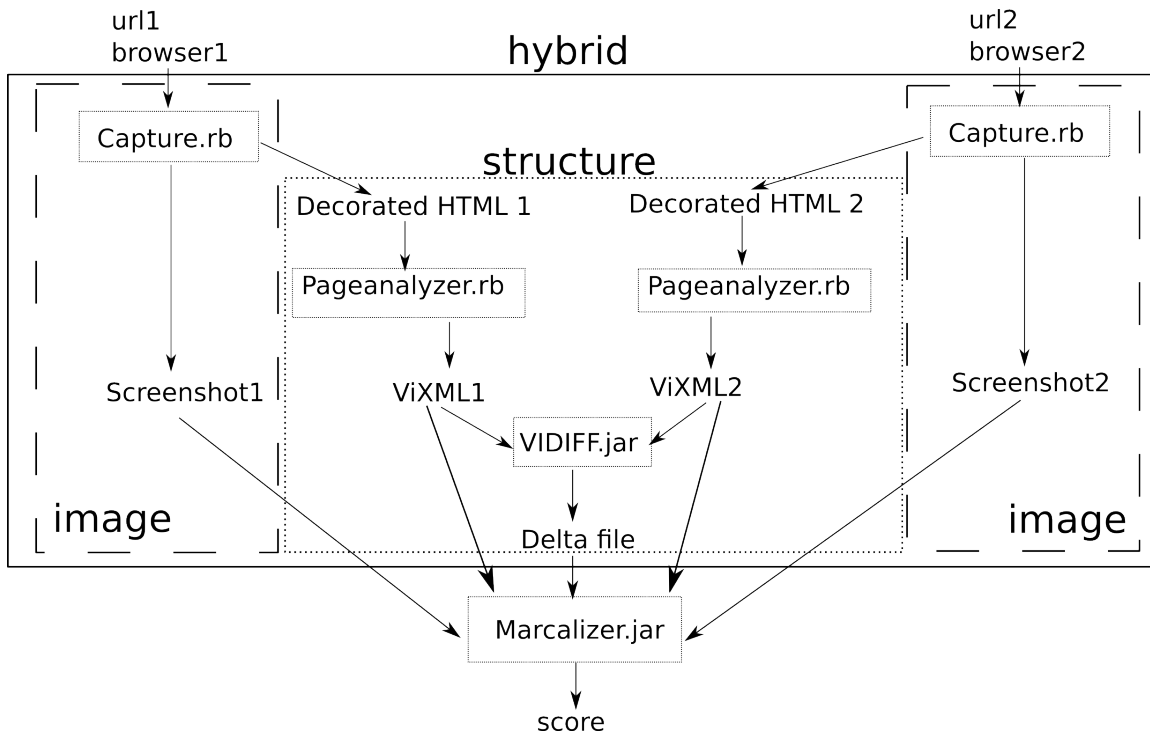 url1
browser1
url2
browser2
hybrid
Capture.rb
Capture.rb
structure
Decorated HTML 1
Decorated HTML 2
Pageanalyzer.rb
Pageanalyzer.rb
Screenshot1
ViXML1
ViXML2
Screenshot2
VIDIFF.jar
image
image
Delta file
Marcalizer.jar
score